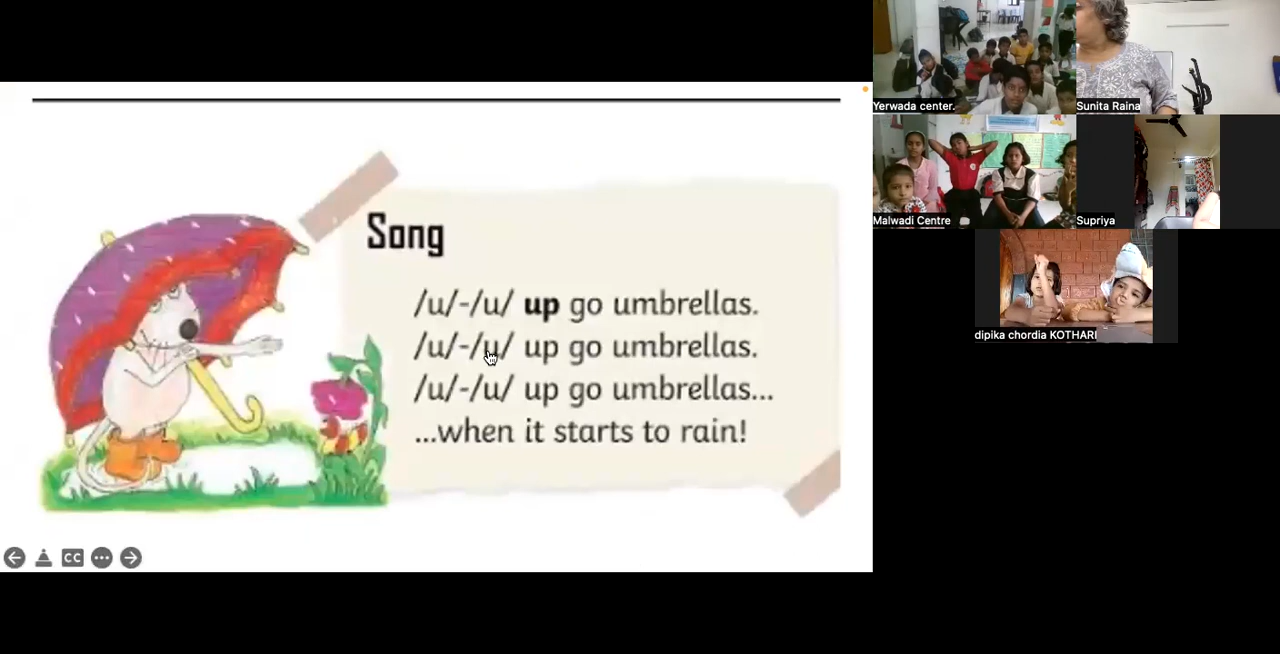 Song
/u/-/u/ up go umbrellas.
/u/-/u/ up go umbrellas.
/u/-/u/ up go umbrellas...
...when it starts to rain!
CC
Yerwada center.
Sunita Raina
Malwadi Centre
Supriya
dipika chordia KOTHARI